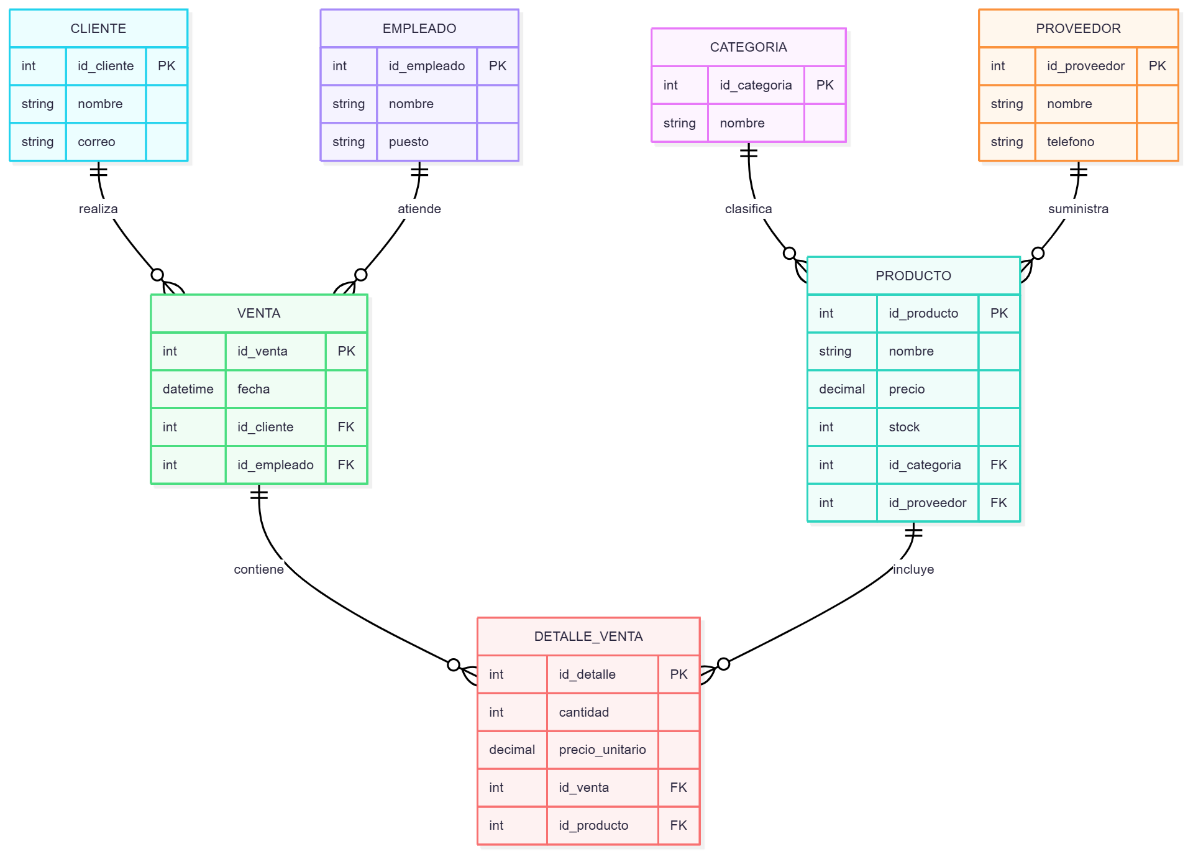 CLIENTE
int id_cliente PK
string nombre
string correo
EMPLEADO
int id_empleado PK
string nombre
string puesto
CATEGORIA
int id_categoria PK
string nombre
PROVEEDOR
int id_proveedor PK
string nombre
string telefono
realiza
atiende
clasifica
suministra
VENTA
int id_venta PK
datetime fecha
int id_cliente FK
int id_empleado FK
PRODUCTO
int id_producto PK
string nombre
decimal precio
int stock
int id_categoria FK
int id_proveedor FK
contiene
incluye
DETALLE_VENTA
int id_detalle PK
int cantidad
decimal precio_unitario
int id_venta FK
int id_producto FK